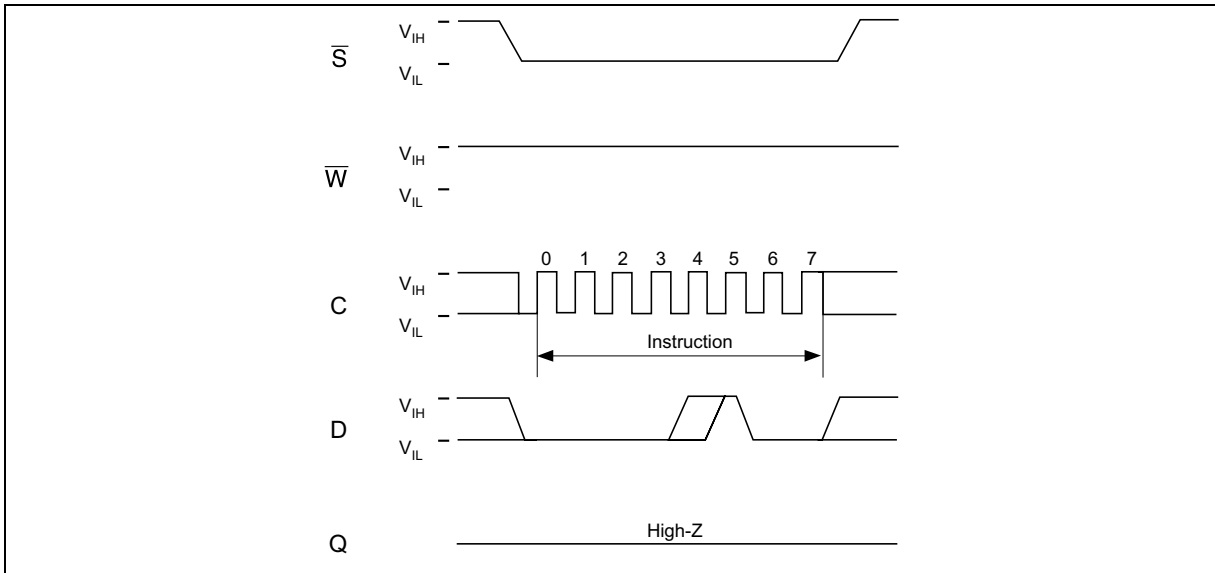 V_IH
S̅
V_IL
V_IH
W̅
V_IL
0 1 2 3 4 5 6 7
V_IH
C
V_IL
Instruction
V_IH
D
V_IL
High-Z
Q